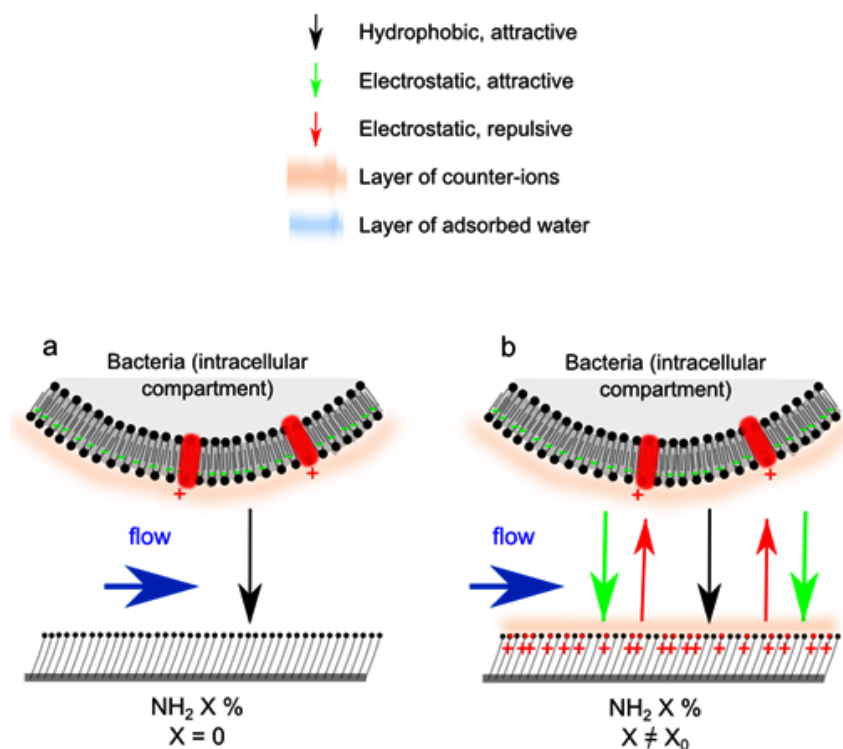 Hydrophobic, attractive
Electrostatic, attractive
Electrostatic, repulsive
Layer of counter-ions
Layer of adsorbed water
a
Bacteria (intracellular
compartment)
+
+
flow
NH₂ X %
X = 0
b
Bacteria (intracellular
compartment)
+
+
flow
+ ++ + + + + ++ ++ ++ + + + + + +
NH₂ X %
X ≠ X₀